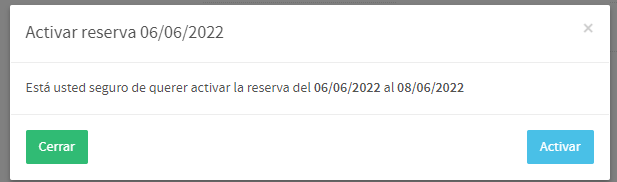 Activar reserva 06/06/2022
×
Está usted seguro de querer activar la reserva del 06/06/2022 al 08/06/2022
Cerrar
Activar